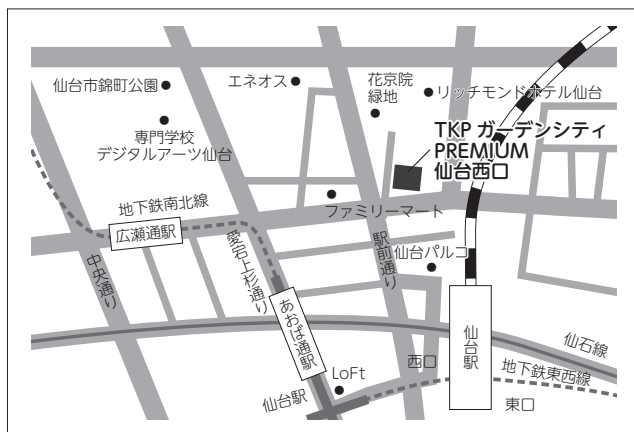 仙台市錦町公園
エネオス
花京院
緑地
リッチモンドホテル仙台
専門学校
デジタルアーツ仙台
TKP ガーデンシティ
PREMIUM
仙台西口
地下鉄南北線
ファミリーマート
広瀬通駅
中央通り
愛宕上杉通り
駅前通り
仙台パルコ
あおば通駅
仙台駅
仙石線
LoFt
西口
地下鉄東西線
仙台駅
東口